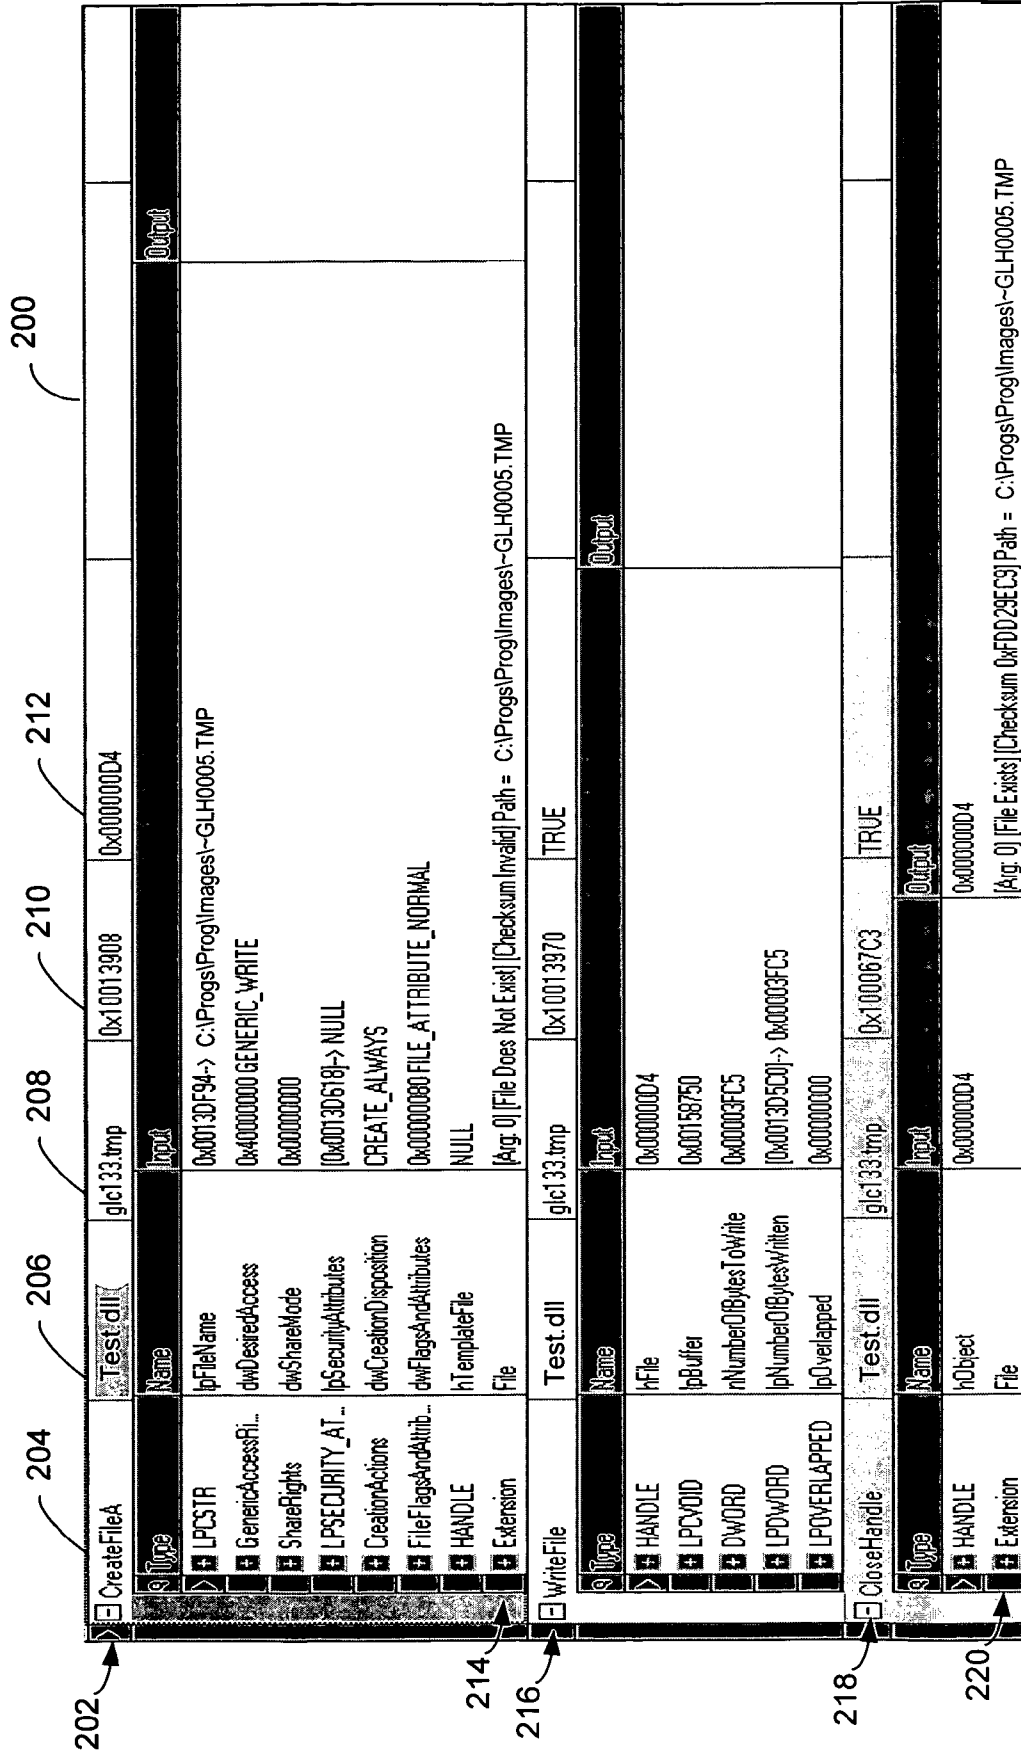 200
202
204
206
208
210
212
CreateFileA Test.dll glc133.tmp 0x10013908 0x000000D4
Type Name Input Output
LPCSTR lpFileName 0x0013DF94-> C:\Progs\Prog\Images\~GLH0005.TMP
GenericAccessRi... dwDesiredAccess 0x40000000 GENERIC_WRITE
ShareRights dwShareMode 0x00000000
LPSECURITY_AT... lpSecurityAttributes [0x0013D618]-> NULL
CreationActions dwCreationDisposition CREATE_ALWAYS
FileFlagsAndAttrib... dwFlagsAndAttributes 0x00000080 FILE_ATTRIBUTE_NORMAL
HANDLE hTemplateFile NULL
Extension File [Arg: 0] [File Does Not Exist] [Checksum Invalid] Path = C:\Progs\Prog\Images\~GLH0005.TMP
214
216
WriteFile Test.dll glc133.tmp 0x10013970 TRUE
Type Name Input Output
HANDLE hFile 0x000000D4
LPCVOID lpBuffer 0x00158750
DWORD nNumberOfBytesToWrite 0x00003FC5
LPDWORD lpNumberOfBytesWritten [0x0013D5C0]-> 0x00003FC5
LPOVERLAPPED lpOverlapped 0x00000000
218
CloseHandle Test.dll glc133.tmp 0x100067C3 TRUE
Type Name Input Output
HANDLE hObject 0x000000D4 0x000000D4
220
Extension File [Arg: 0] [File Exists] [Checksum 0xFDD29EC9] Path = C:\Progs\Prog\Images\~GLH0005.TMP